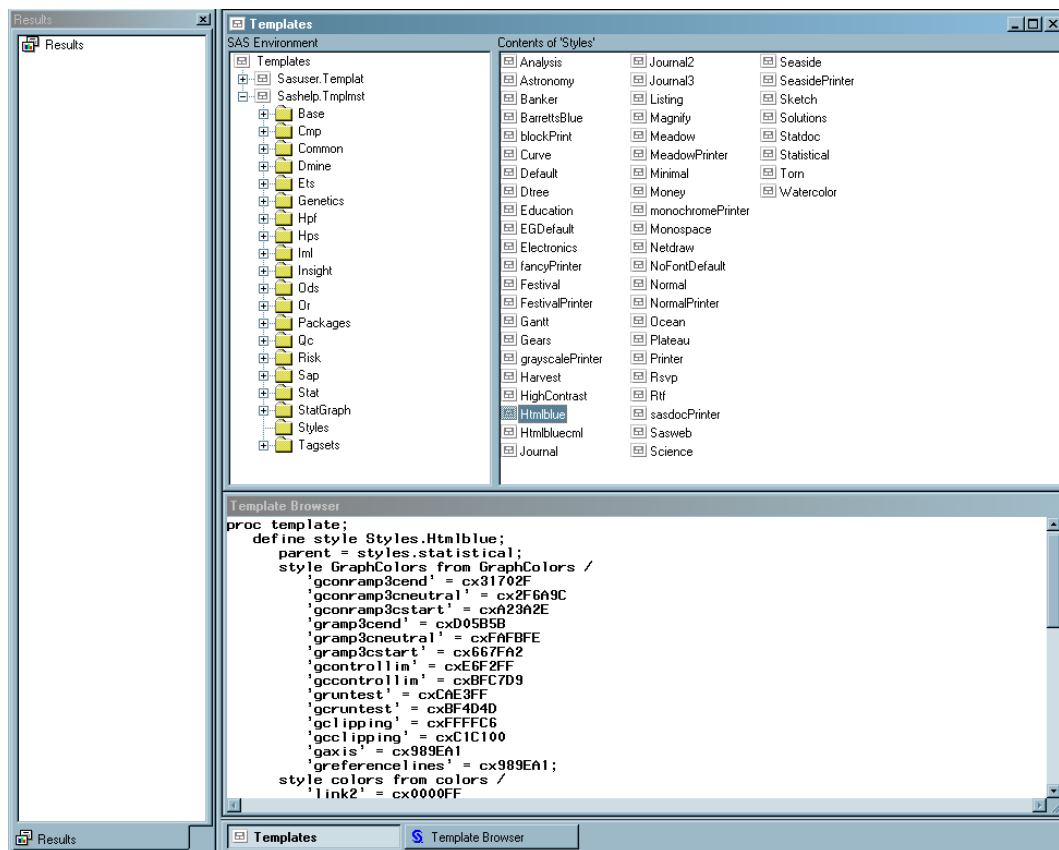 Results
Results
Results
Templates
SAS Environment
Templates
Sasuser.Templat
Sashelp.Tmplmst
Base
Cmp
Common
Dmine
Ets
Genetics
Hpf
Hps
Iml
Insight
Ods
Or
Packages
Qc
Risk
Sap
Stat
StatGraph
Styles
Tagsets
Contents of 'Styles'
Analysis
Astronomy
Banker
BarrettsBlue
blockPrint
Curve
Default
Dtree
Education
EGDefault
Electronics
fancyPrinter
Festival
FestivalPrinter
Gantt
Gears
grayscalePrinter
Harvest
HighContrast
Htmlblue
Htmlbluecml
Journal
Journal2
Journal3
Listing
Magnify
Meadow
MeadowPrinter
Minimal
Money
monochromePrinter
Monospace
Netdraw
NoFontDefault
Normal
NormalPrinter
Ocean
Plateau
Printer
Rsvp
Rtf
sasdocPrinter
Sasweb
Science
Seaside
SeasidePrinter
Sketch
Solutions
Statdoc
Statistical
Torn
Watercolor
Template Browser
proc template;
define style Styles.Htmlblue;
parent = styles.statistical;
style GraphColors from GraphColors /
'gconramp3cend' = cx31702F
'gconramp3cneutral' = cx2F6A9C
'gconramp3cstart' = cxA23A2E
'gramp3cend' = cxD05B5B
'gramp3cneutral' = cxFAFBFE
'gramp3cstart' = cx667FA2
'gcontrollim' = cxE6F2FF
'gccontrollim' = cxBFC7D9
'gruntest' = cxCAE3FF
'gcruntest' = cxBF4D4D
'gclipping' = cxFFFFC6
'gcclipping' = cxC1C100
'gaxis' = cx989EA1
'greferencelines' = cx989EA1;
style colors from colors /
'link2' = cx0000FF
Templates
Template Browser